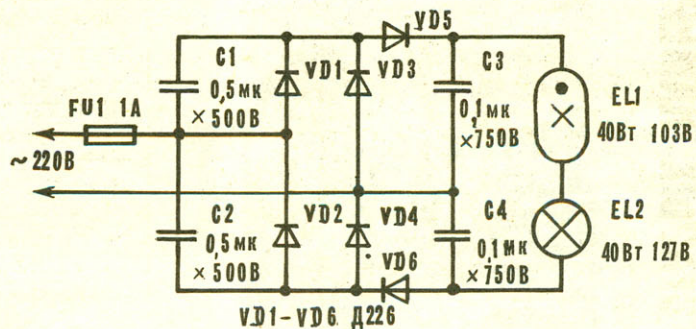 C1
0,5мк
×500В
VD1
VD3
VD5
C3
0,1мк
×750В
EL1
40Вт 103В
FU1 1А
~220В
C2
0,5мк
×500В
VD2
VD4
VD6
C4
0,1мк
×750В
EL2
40Вт 127В
VD1-VD6 Д226